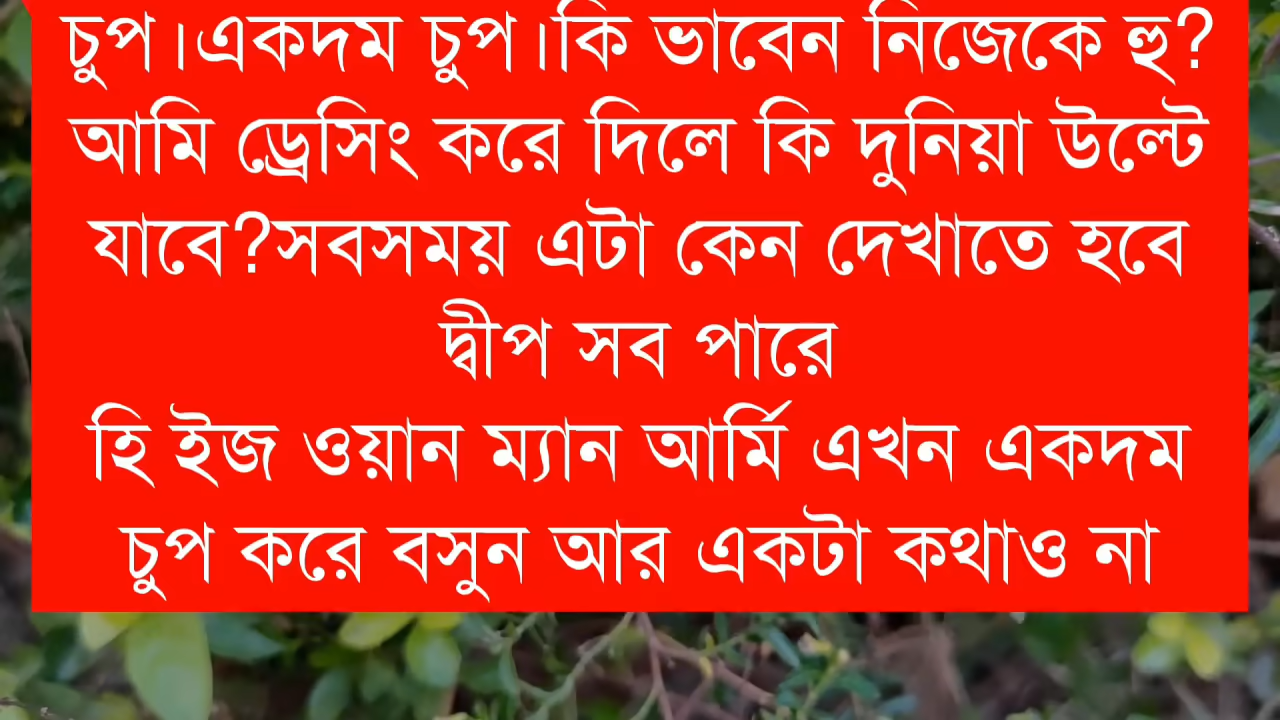 চুপ।একদম চুপ।কি ভাবেন নিজেকে হু?
আমি ড্রেসিং করে দিলে কি দুনিয়া উল্টে
যাবে?সবসময় এটা কেন দেখাতে হবে
দ্বীপ সব পারে
হি ইজ ওয়ান ম্যান আর্মি এখন একদম
চুপ করে বসুন আর একটা কথাও না